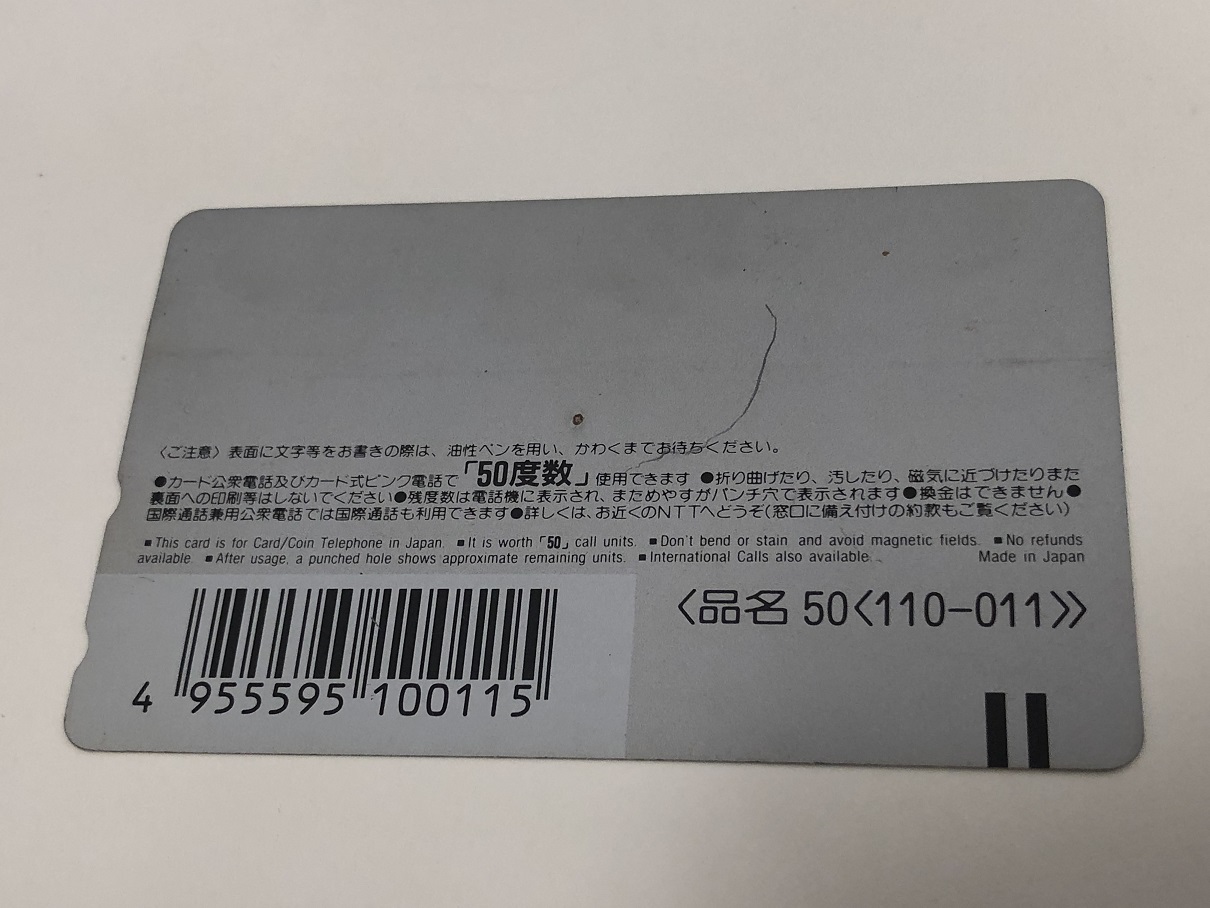 〈ご注意〉表面に文字等をお書きの際は、油性ペンを用い、かわくまでお待ちください。
●カード公衆電話及びカード式ピンク電話で「50度数」使用できます ●折り曲げたり、汚したり、磁気に近づけたりまた
裏面への印刷等はしないでください●残度数は電話機に表示され、まためやすがパンチ穴で表示されます●換金はできません●
国際通話兼用公衆電話では国際通話も利用できます●詳しくは、お近くのNTTへどうぞ(窓口に備え付けの約款もご覧ください)
■This card is for Card/Coin Telephone in Japan. ■It is worth「50」call units. ■Don't bend or stain and avoid magnetic fields. ■No refunds
available. ■After usage, a punched hole shows approximate remaining units. ■International Calls also available. Made in Japan
〈品名 50〈110-011〉〉
4 955595 100115